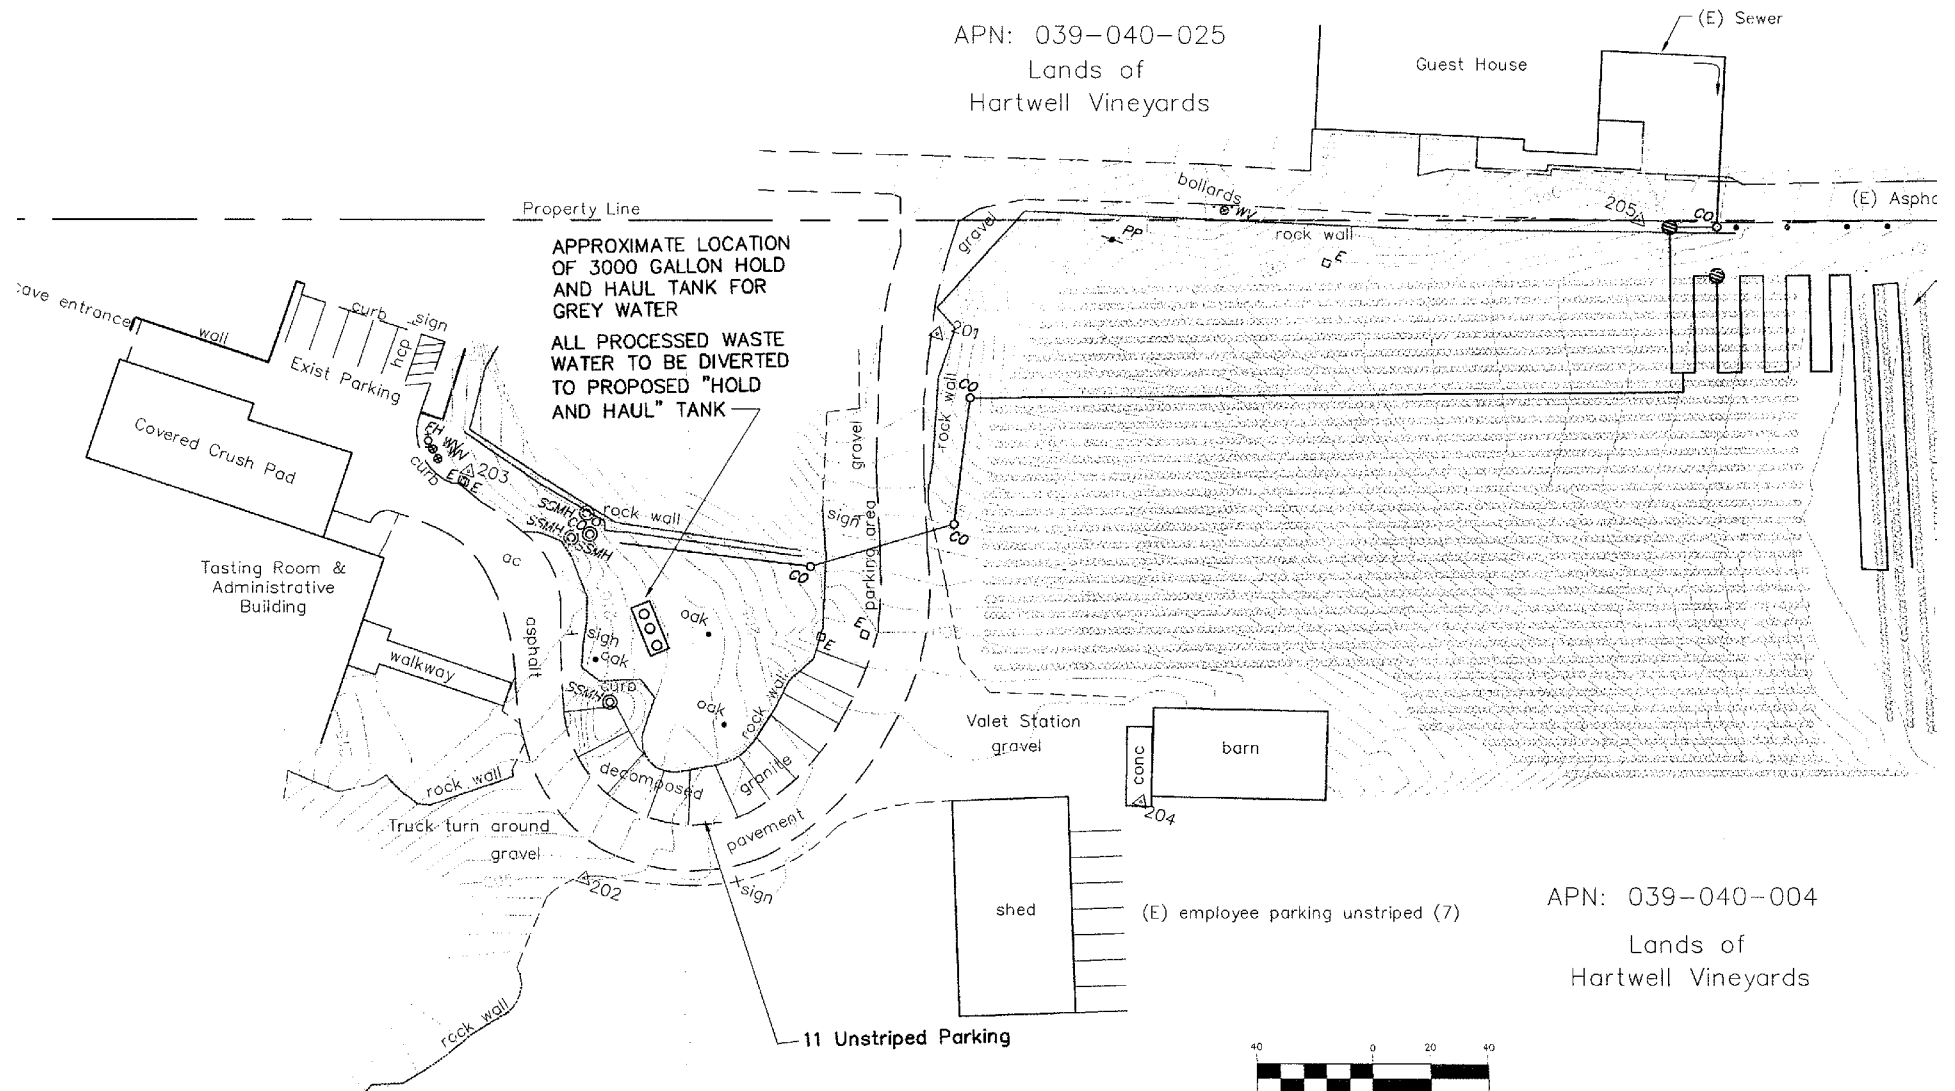 APN: 039-040-025
Lands of
Hartwell Vineyards
(E) Sewer
Guest House
bollards
WV
205
CO
(E) Aspha
Property Line
gravel
PP
rock wall
E
APPROXIMATE LOCATION
OF 3000 GALLON HOLD
AND HAUL TANK FOR
GREY WATER
ALL PROCESSED WASTE
WATER TO BE DIVERTED
TO PROPOSED "HOLD
AND HAUL" TANK
cave entrance
wall
curb
sign
hcp
Exist Parking
201
CO
rock wall
gravel
Covered Crush Pad
FH
WV
WV
curb
E
E
203
SSMH
CO
SSMH
SSMH
rock wall
sign
parking area
CO
CO
ac
Tasting Room &
Administrative
Building
asphalt
sign
oak
oak
E
E
walkway
curb
SSMH
oak
rock wall
Valet Station
gravel
conc
barn
204
rock wall
decomposed
granite
Truck turn around
gravel
pavement
202
sign
shed
(E) employee parking unstriped (7)
APN: 039-040-004
Lands of
Hartwell Vineyards
rock wall
11 Unstriped Parking
40 0 20 40